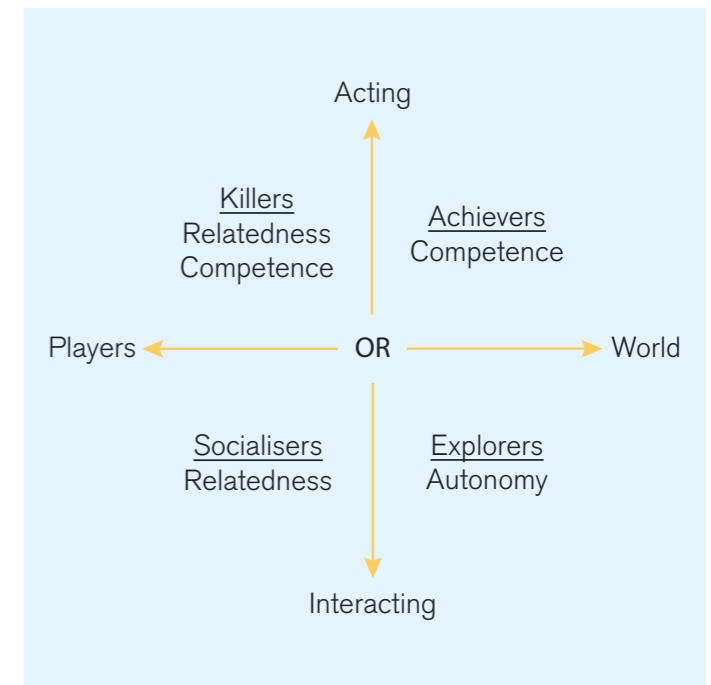 Acting
Killers
Relatedness
Competence
Achievers
Competence
Players
OR
World
Socialisers
Relatedness
Explorers
Autonomy
Interacting